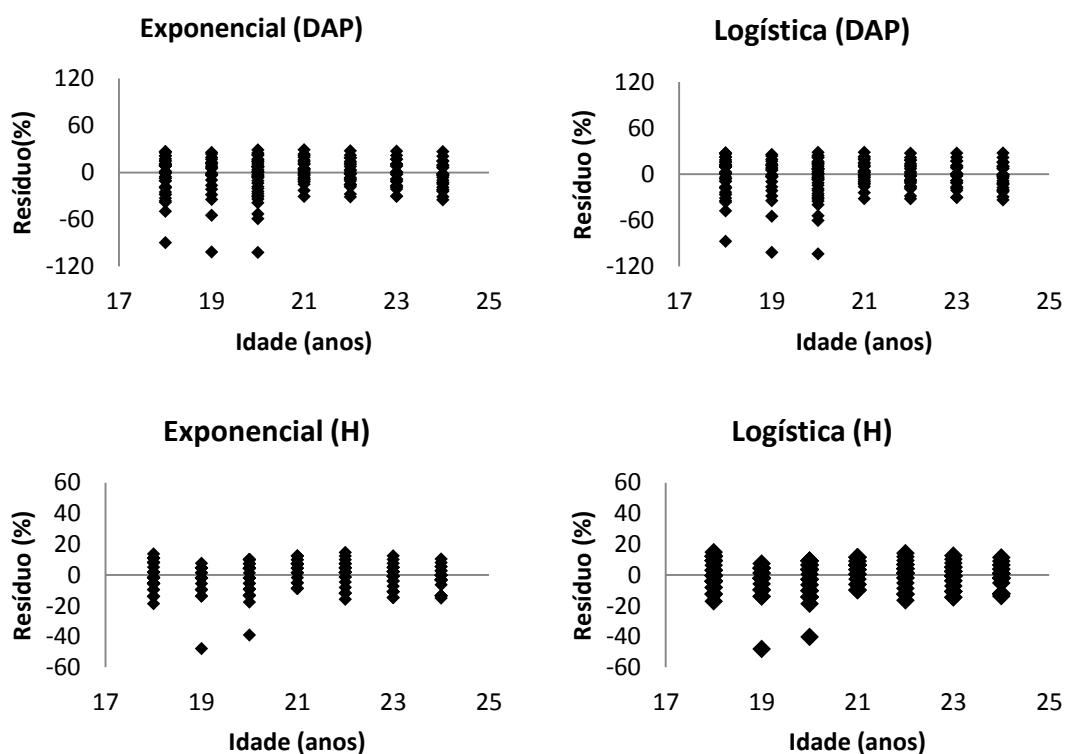 Exponencial (DAP)
Resíduo(%)
120
60
0
-60
-120
17 19 21 23 25
Idade (anos)
Logística (DAP)
Resíduo (%)
120
60
0
-60
-120
17 19 21 23 25
Idade (anos)
Exponencial (H)
Resíduo (%)
60
40
20
0
-20
-40
-60
17 19 21 23 25
Idade (anos)
Logística (H)
Resíduo (%)
60
40
20
0
-20
-40
-60
17 19 21 23 25
Idade (anos)